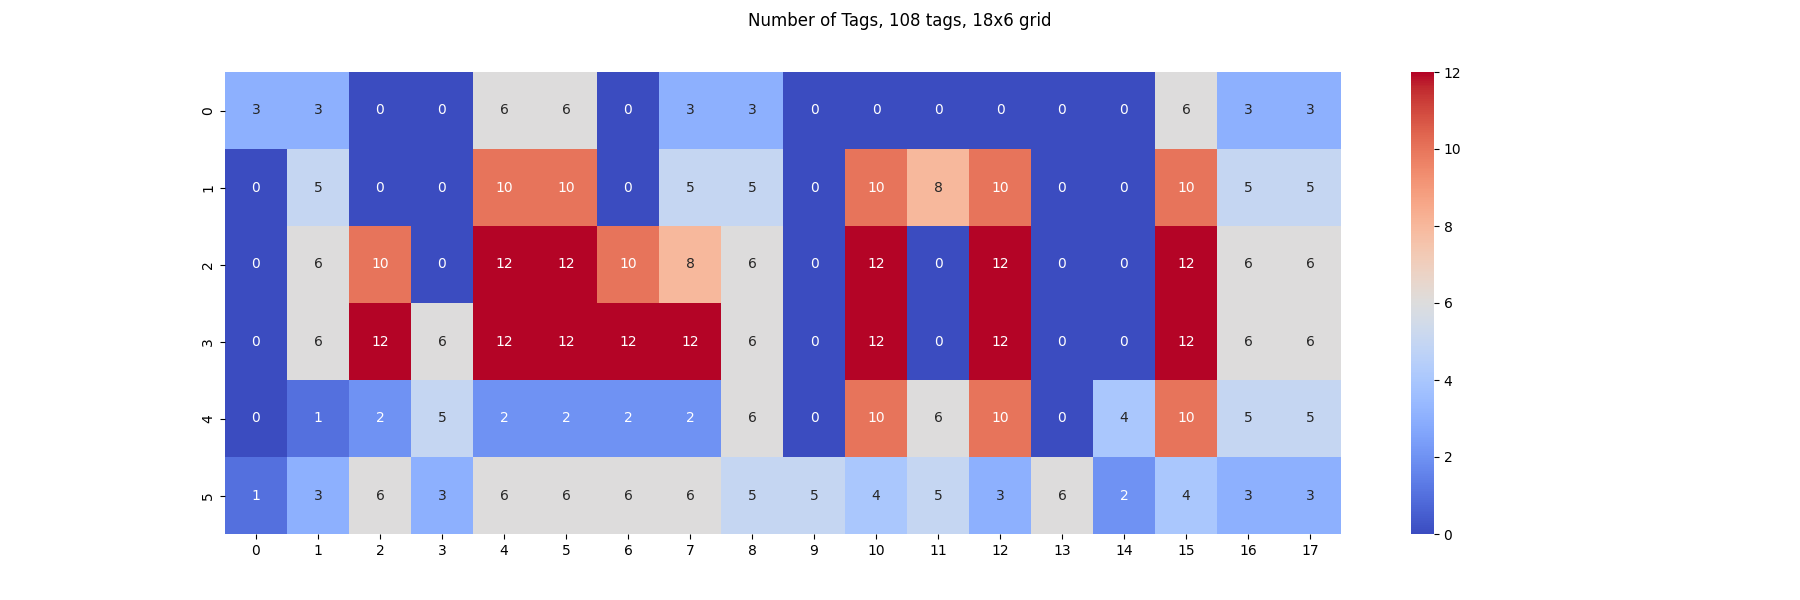 Number of Tags, 108 tags, 18x6 grid
0 3 3 0 0 6 6 0 3 3 0 0 0 0 0 0 6 3 3
1 0 5 0 0 10 10 0 5 5 0 10 8 10 0 0 10 5 5
2 0 6 10 0 12 12 10 8 6 0 12 0 12 0 0 12 6 6
3 0 6 12 6 12 12 12 12 6 0 12 0 12 0 0 12 6 6
4 0 1 2 5 2 2 2 2 6 0 10 6 10 0 4 10 5 5
5 1 3 6 3 6 6 6 6 5 5 4 5 3 6 2 4 3 3
0 1 2 3 4 5 6 7 8 9 10 11 12 13 14 15 16 17
12
10
8
6
4
2
0